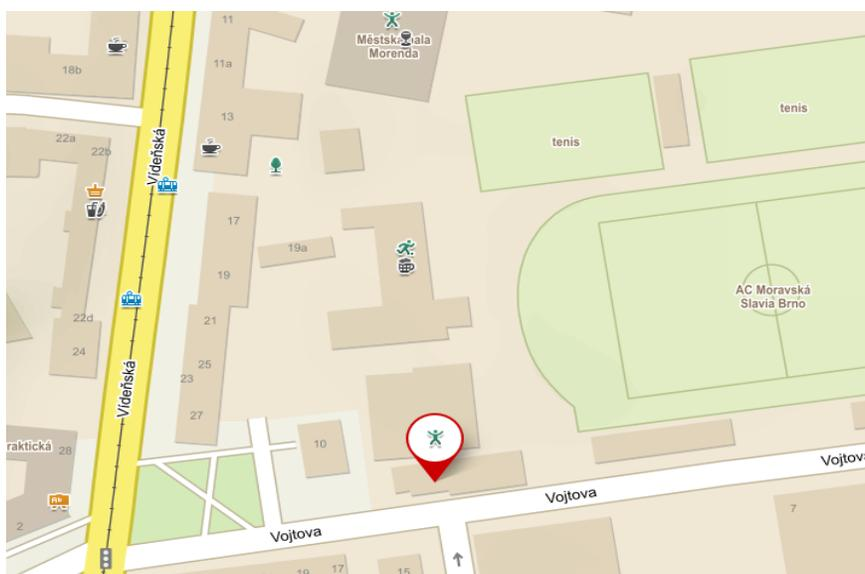 11
Městská hala
Morenda
11a
18b
13
tenis
tenis
Vídeňská
22a
22b
17
19a
19
AC Moravská
Slavia Brno
22d
21
24
25
23
Vídeňská
27
10
raktická
28
Vojtova
Vojtova
Vojtova
2
7
19
17
15